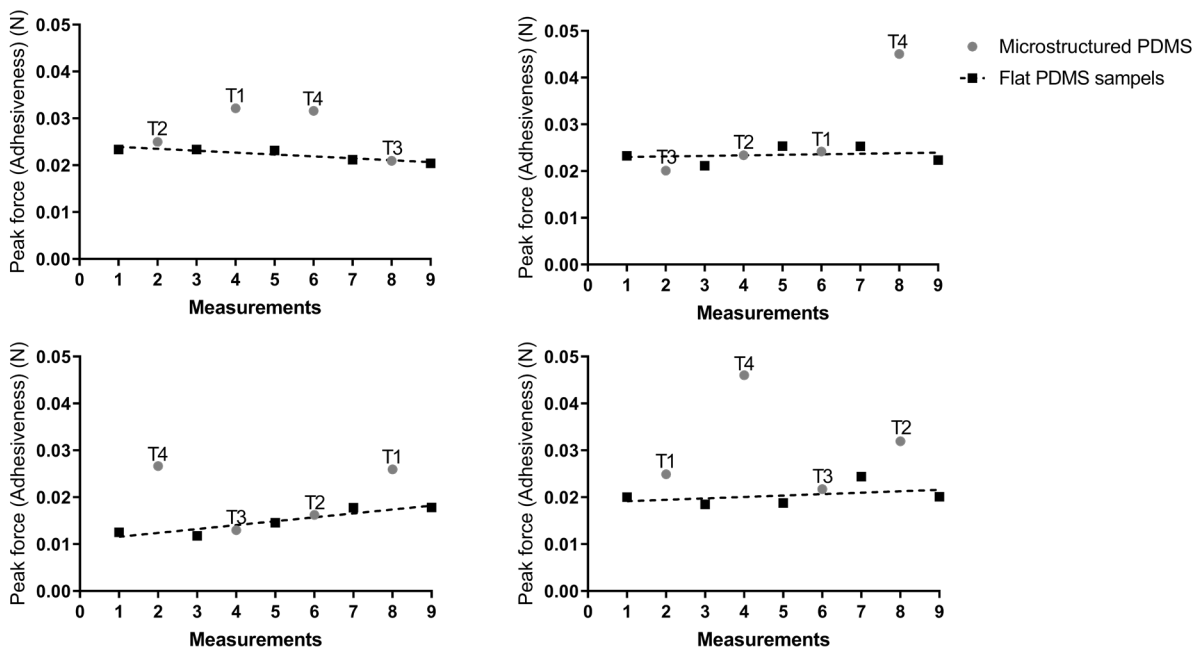 Peak force (Adhesiveness) (N)
0.05
0.04
0.03
0.02
0.01
0.00
T1
T4
T2
T3
0 1 2 3 4 5 6 7 8 9
Measurements
Peak force (Adhesiveness) (N)
0.05
0.04
0.03
0.02
0.01
0.00
T4
T3
T2
T1
0 1 2 3 4 5 6 7 8 9
Measurements
Microstructured PDMS
Flat PDMS sampels
Peak force (Adhesiveness) (N)
0.05
0.04
0.03
0.02
0.01
0.00
T4
T1
T3
T2
0 1 2 3 4 5 6 7 8 9
Measurements
Peak force (Adhesiveness) (N)
0.05
0.04
0.03
0.02
0.01
0.00
T4
T1
T2
T3
0 1 2 3 4 5 6 7 8 9
Measurements